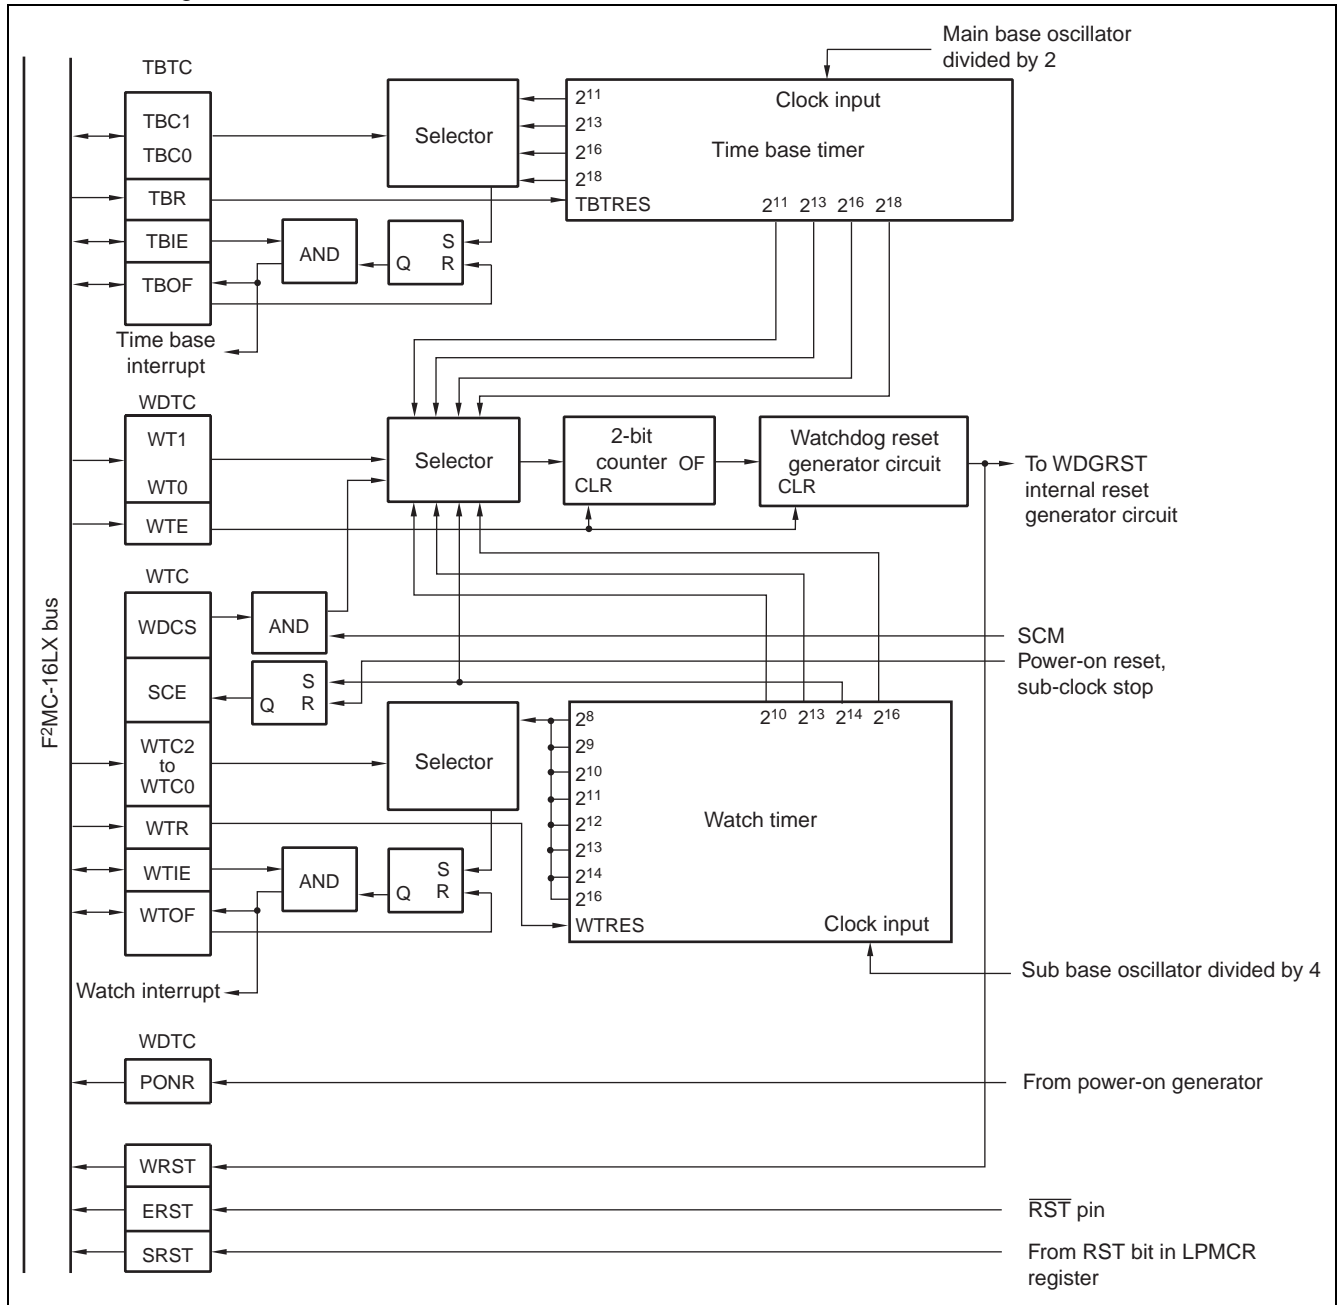 Main base oscillator
divided by 2
TBTC
TBC1
TBC0
TBR
TBIE
TBOF
Selector
2¹¹
2¹³
2¹⁶
2¹⁸
TBTRES
Clock input
Time base timer
2¹¹ 2¹³ 2¹⁶ 2¹⁸
AND
S
Q R
Time base
interrupt
WDTC
WT1
WT0
WTE
Selector
2-bit
counter OF
CLR
Watchdog reset
generator circuit
CLR
To WDGRST
internal reset
generator circuit
F²MC-16LX bus
WTC
WDCS
SCE
WTC2
to
WTC0
WTR
WTIE
WTOF
AND
S
Q R
SCM
Power-on reset,
sub-clock stop
Selector
2¹⁰ 2¹³ 2¹⁴ 2¹⁶
2⁸
2⁹
2¹⁰
2¹¹
2¹²
2¹³
2¹⁴
2¹⁶
WTRES
Watch timer
Clock input
AND
S
Q R
Sub base oscillator divided by 4
Watch interrupt
WDTC
PONR
From power-on generator
WRST
ERST
RST pin
SRST
From RST bit in LPMCR
register